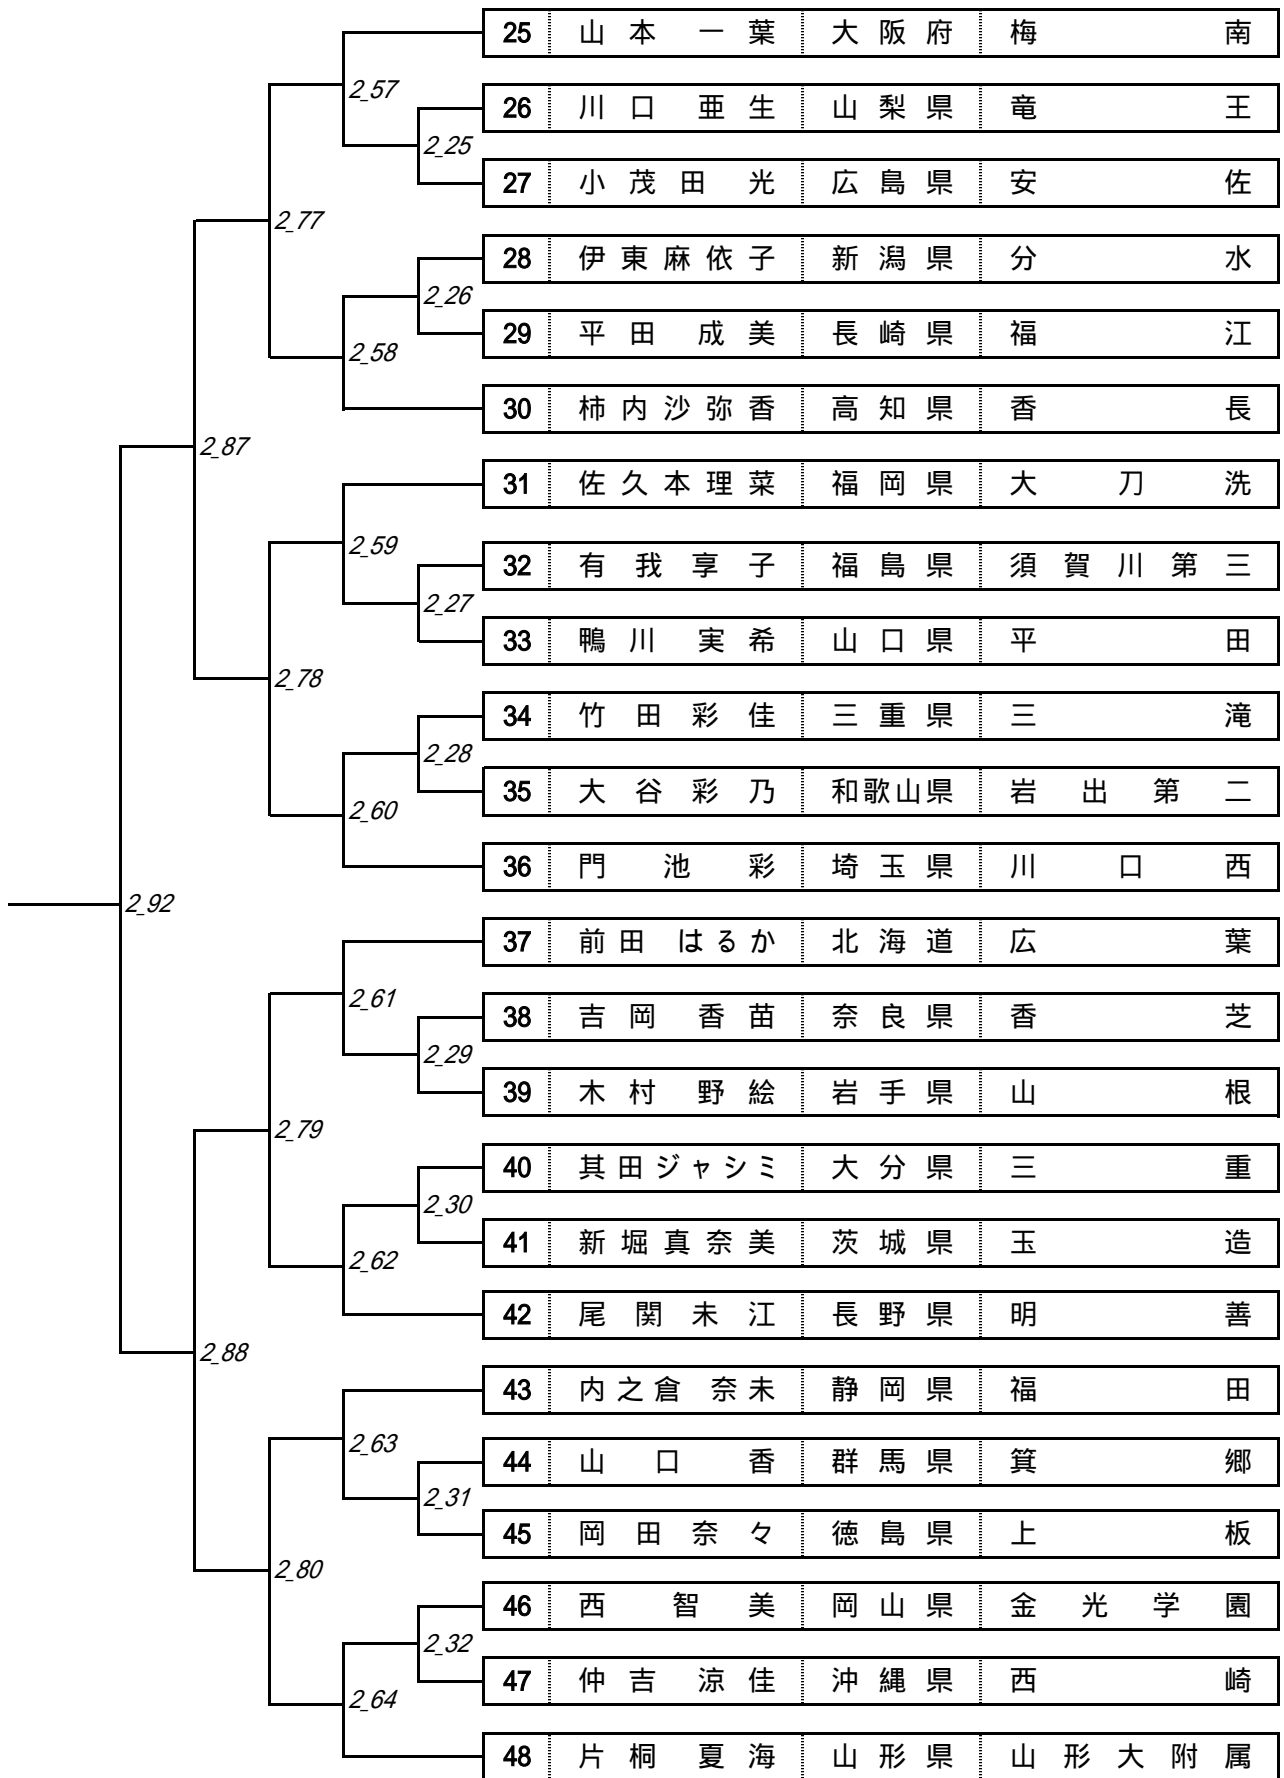 25 山本 一葉 大阪府 梅南
2_57
26 川口 亜生 山梨県 竜王
2_25
27 小茂田 光 広島県 安佐
2_77
28 伊東麻依子 新潟県 分水
2_26
29 平田 成美 長崎県 福江
2_58
30 柿内沙弥香 高知県 香長
2_87
31 佐久本理菜 福岡県 大刀洗
2_59
32 有我享子 福島県 須賀川第三
2_27
33 鴨川 実希 山口県 平田
2_78
34 竹田彩佳 三重県 三滝
2_28
35 大谷彩乃 和歌山県 岩出第二
2_60
36 門池彩 埼玉県 川口西
2_92
37 前田 はるか 北海道 広葉
2_61
38 吉岡 香苗 奈良県 香芝
2_29
39 木村 野絵 岩手県 山根
2_79
40 其田ジャシミ 大分県 三重
2_30
41 新堀真奈美 茨城県 玉造
2_62
42 尾関未江 長野県 明善
2_88
43 内之倉 奈未 静岡県 福田
2_63
44 山口 香 群馬県 箕郷
2_31
45 岡田奈々 徳島県 上板
2_80
46 西 智美 岡山県 金光学園
2_32
47 仲吉 涼佳 沖縄県 西崎
2_64
48 片桐 夏海 山形県 山形大附属